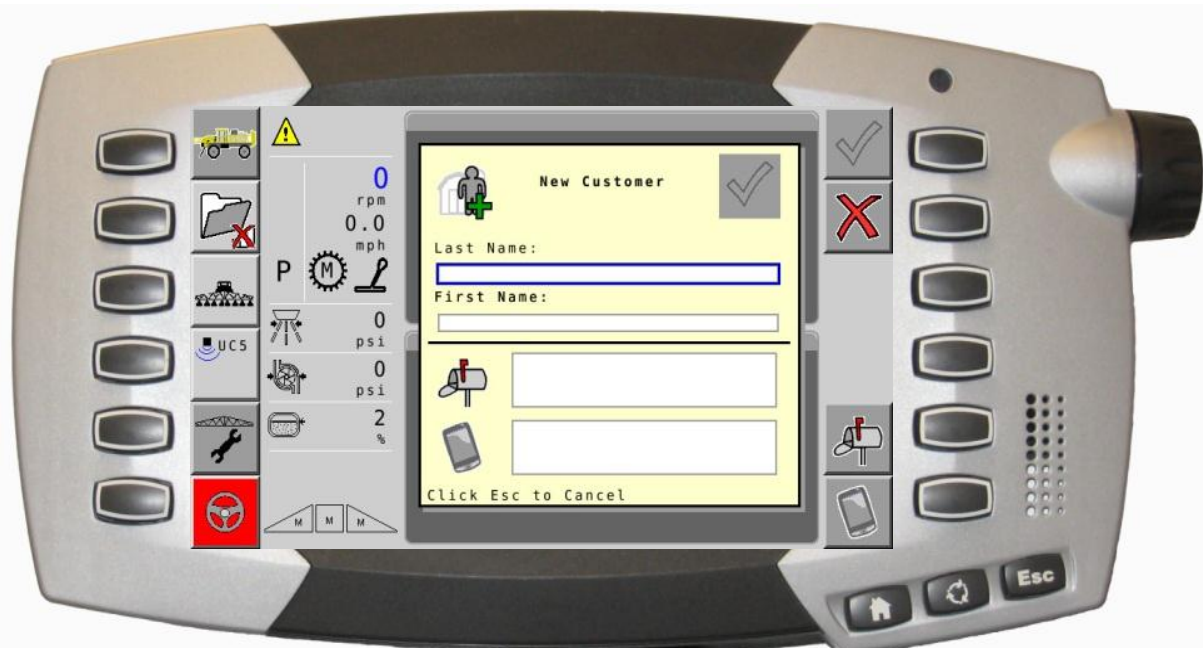 0
rpm
0.0
mph
P
M
0
psi
UC5
0
psi
2
%
M M M
New Customer
Last Name:
First Name:
Click Esc to Cancel
Esc